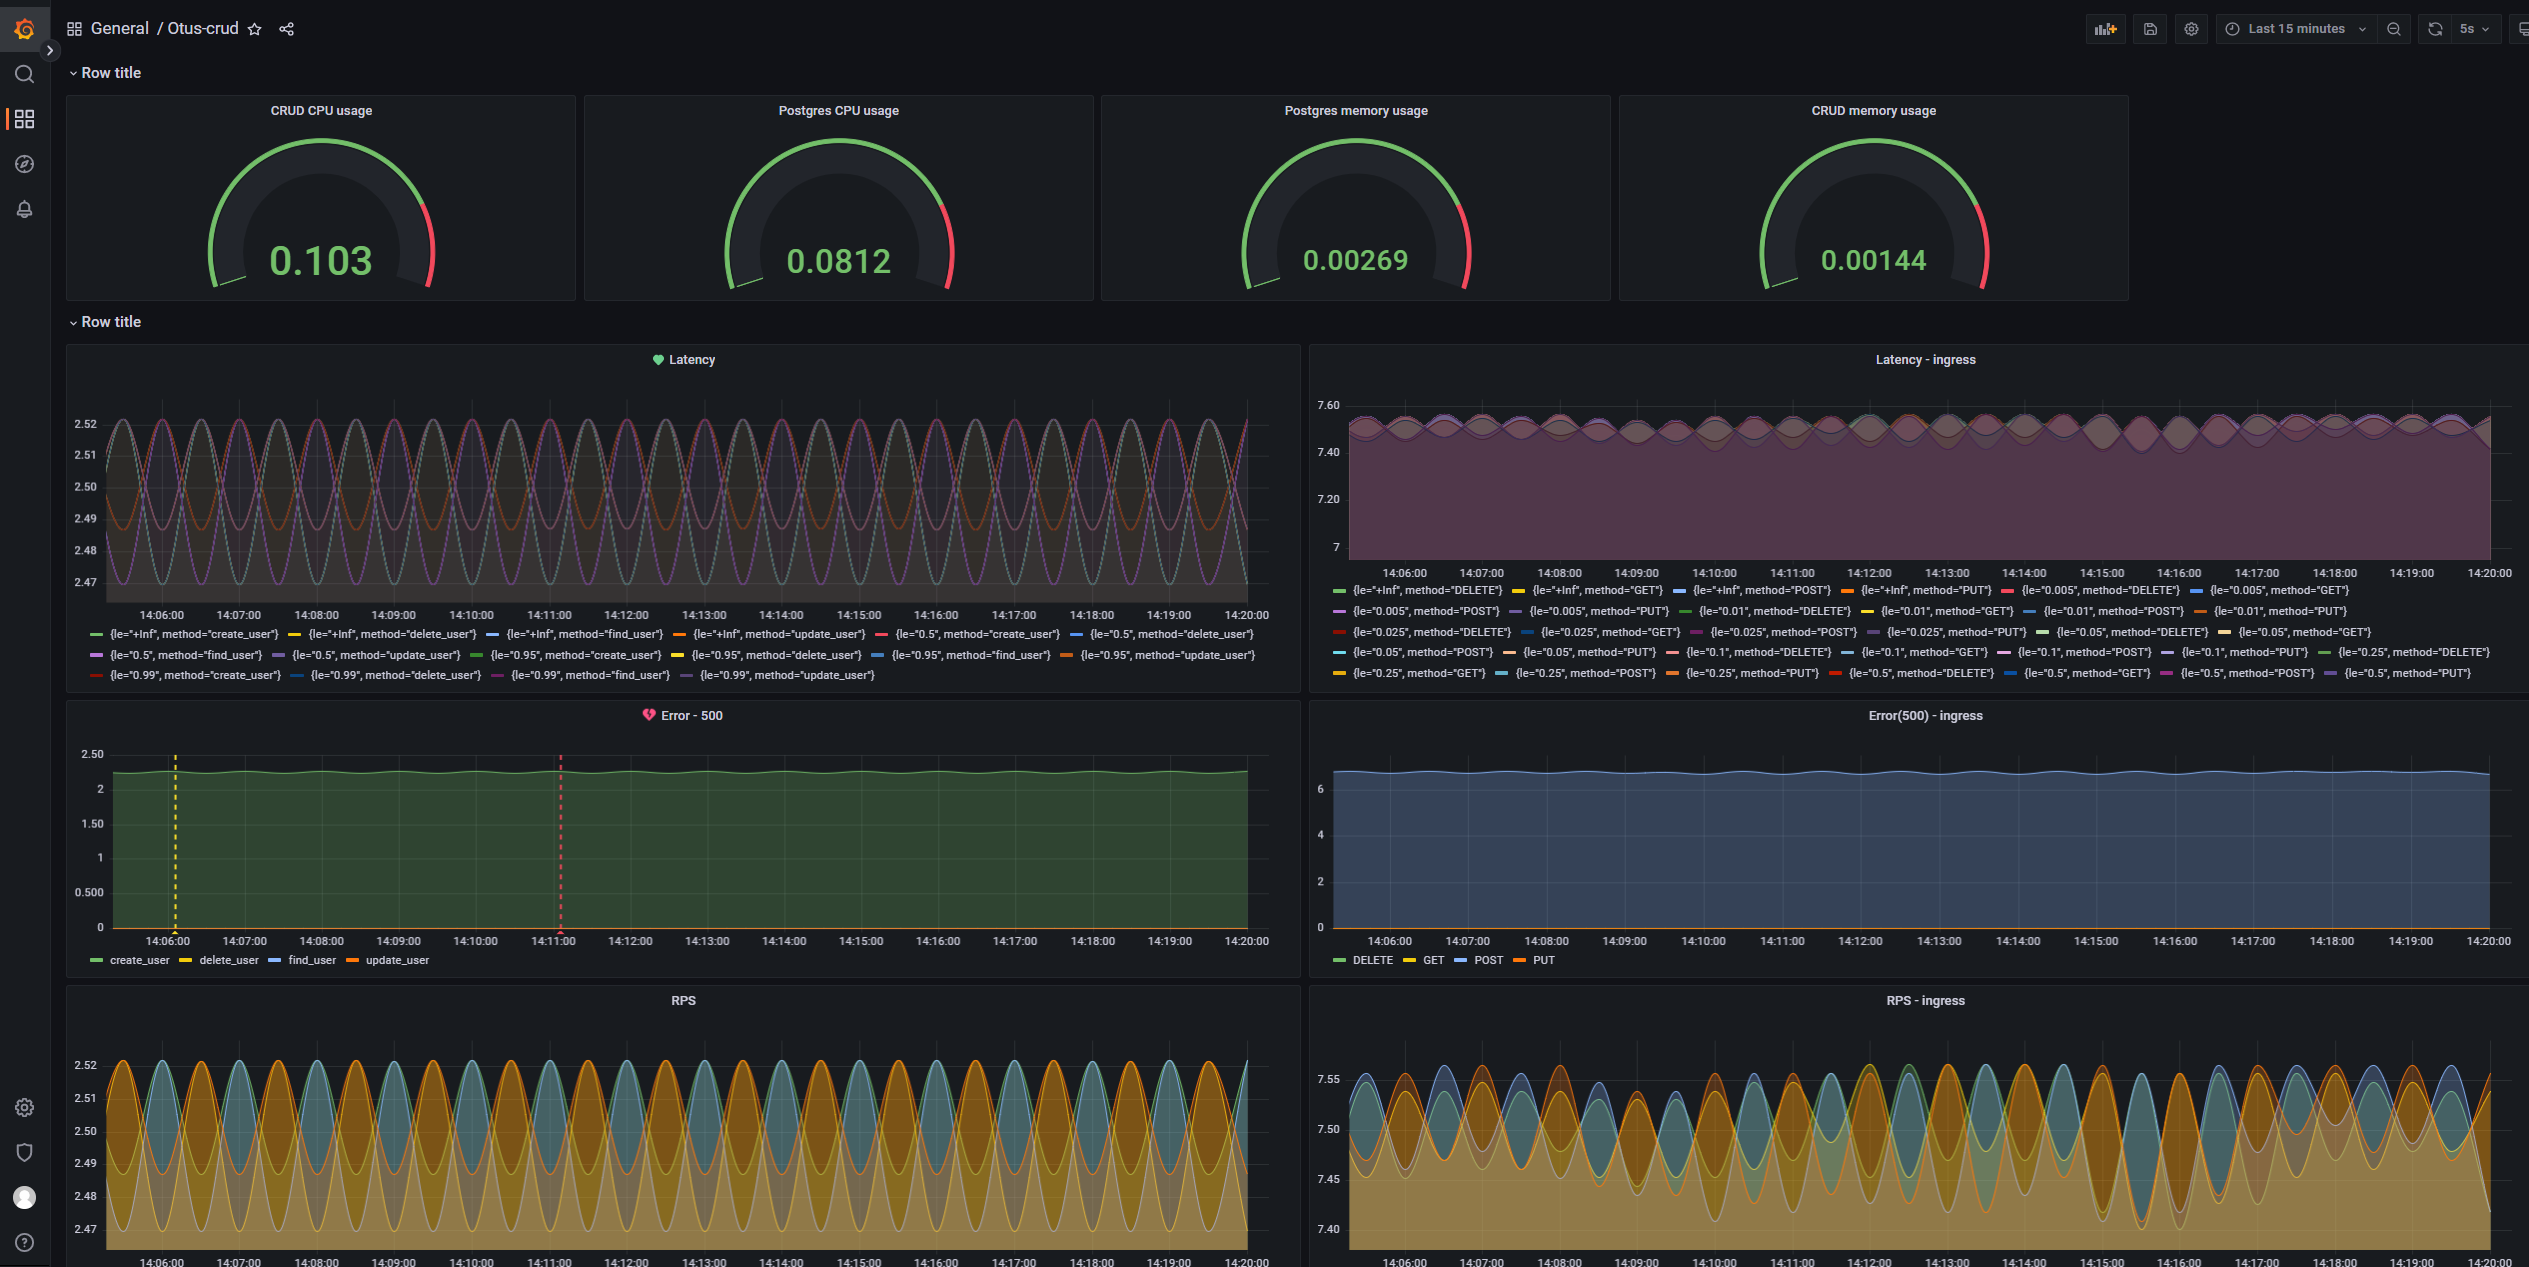 General / Otus-crud
Last 15 minutes
5s
Row title
CRUD CPU usage
0.103
Postgres CPU usage
0.0812
Postgres memory usage
0.00269
CRUD memory usage
0.00144
Row title
Latency
2.52
2.51
2.50
2.49
2.48
2.47
14:06:00 14:07:00 14:08:00 14:09:00 14:10:00 14:11:00 14:12:00 14:13:00 14:14:00 14:15:00 14:16:00 14:17:00 14:18:00 14:19:00 14:20:00
{le="+Inf", method="create_user"} {le="+Inf", method="delete_user"} {le="+Inf", method="find_user"} {le="+Inf", method="update_user"} {le="0.5", method="create_user"} {le="0.5", method="delete_user"}
{le="0.5", method="find_user"} {le="0.5", method="update_user"} {le="0.95", method="create_user"} {le="0.95", method="delete_user"} {le="0.95", method="find_user"} {le="0.95", method="update_user"}
{le="0.99", method="create_user"} {le="0.99", method="delete_user"} {le="0.99", method="find_user"} {le="0.99", method="update_user"}
Latency - ingress
7.60
7.40
7.20
7
14:06:00 14:07:00 14:08:00 14:09:00 14:10:00 14:11:00 14:12:00 14:13:00 14:14:00 14:15:00 14:16:00 14:17:00 14:18:00 14:19:00 14:20:00
{le="+Inf", method="DELETE"} {le="+Inf", method="GET"} {le="+Inf", method="POST"} {le="+Inf", method="PUT"} {le="0.005", method="DELETE"} {le="0.005", method="GET"}
{le="0.005", method="POST"} {le="0.005", method="PUT"} {le="0.01", method="DELETE"} {le="0.01", method="GET"} {le="0.01", method="POST"} {le="0.01", method="PUT"}
{le="0.025", method="DELETE"} {le="0.025", method="GET"} {le="0.025", method="POST"} {le="0.025", method="PUT"} {le="0.05", method="DELETE"} {le="0.05", method="GET"}
{le="0.05", method="POST"} {le="0.05", method="PUT"} {le="0.1", method="DELETE"} {le="0.1", method="GET"} {le="0.1", method="POST"} {le="0.1", method="PUT"} {le="0.25", method="DELETE"}
{le="0.25", method="GET"} {le="0.25", method="POST"} {le="0.25", method="PUT"} {le="0.5", method="DELETE"} {le="0.5", method="GET"} {le="0.5", method="POST"} {le="0.5", method="PUT"}
Error - 500
2.50
2
1.50
1
0.500
0
14:06:00 14:07:00 14:08:00 14:09:00 14:10:00 14:11:00 14:12:00 14:13:00 14:14:00 14:15:00 14:16:00 14:17:00 14:18:00 14:19:00 14:20:00
create_user delete_user find_user update_user
Error(500) - ingress
6
4
2
0
14:06:00 14:07:00 14:08:00 14:09:00 14:10:00 14:11:00 14:12:00 14:13:00 14:14:00 14:15:00 14:16:00 14:17:00 14:18:00 14:19:00 14:20:00
DELETE GET POST PUT
RPS
2.52
2.51
2.50
2.49
2.48
2.47
14:06:00 14:07:00 14:08:00 14:09:00 14:10:00 14:11:00 14:12:00 14:13:00 14:14:00 14:15:00 14:16:00 14:17:00 14:18:00 14:19:00 14:20:00
RPS - ingress
7.55
7.50
7.45
7.40
14:06:00 14:07:00 14:08:00 14:09:00 14:10:00 14:11:00 14:12:00 14:13:00 14:14:00 14:15:00 14:16:00 14:17:00 14:18:00 14:19:00 14:20:00